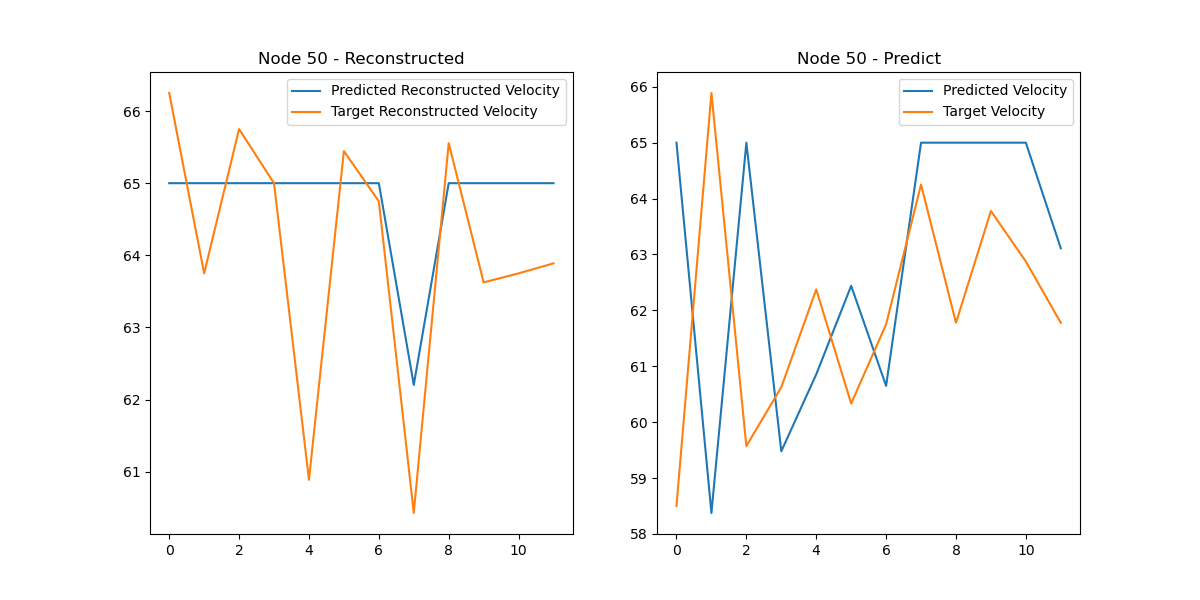 Node 50 - Reconstructed
Predicted Reconstructed Velocity
Target Reconstructed Velocity
66
65
64
63
62
61
0 2 4 6 8 10
Node 50 - Predict
Predicted Velocity
Target Velocity
66
65
64
63
62
61
60
59
58
0 2 4 6 8 10